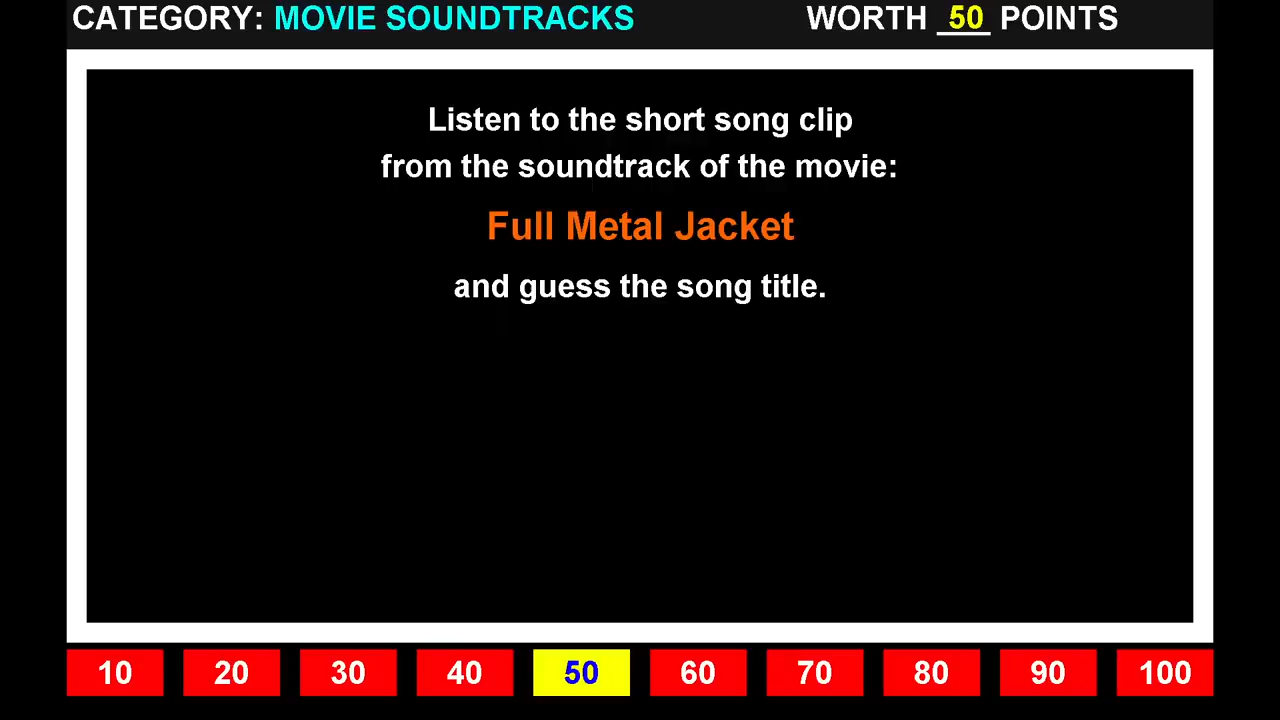 CATEGORY: MOVIE SOUNDTRACKS WORTH 50 POINTS
Listen to the short song clip
from the soundtrack of the movie:
Full Metal Jacket
and guess the song title.
10 20 30 40 50 60 70 80 90 100